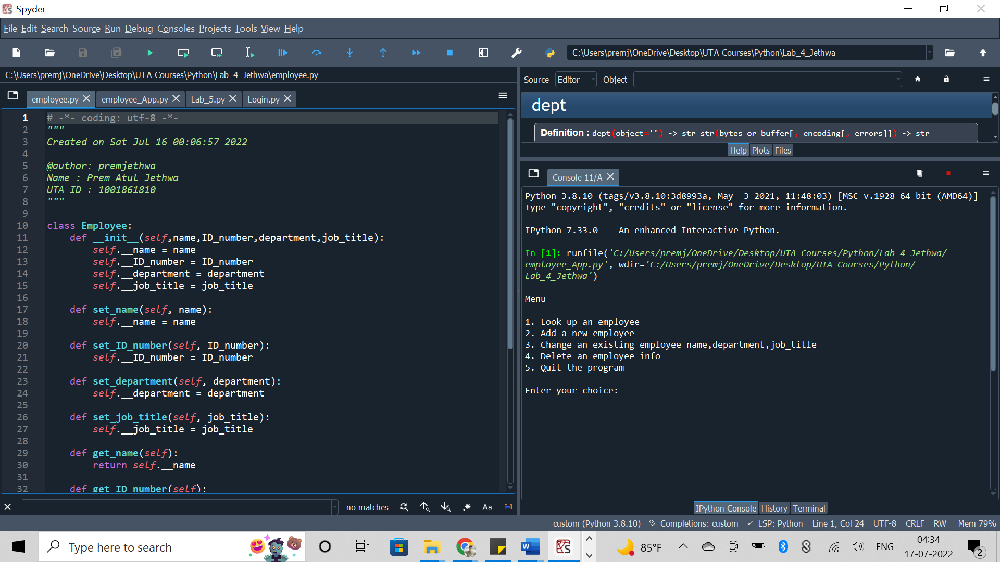 Spyder
File Edit Search Source Run Debug Consoles Projects Tools View Help
C:\Users\premj\OneDrive\Desktop\UTA Courses\Python\Lab_4_Jethwa
C:\Users\premj\OneDrive\Desktop\UTA Courses\Python\Lab_4_Jethwa\employee.py
employee.py employee_App.py Lab_5.py Login.py
1 # -*- coding: utf-8 -*-
2 """
3 Created on Sat Jul 16 00:06:57 2022
4
5 @author: premjethwa
6 Name : Prem Atul Jethwa
7 UTA ID : 1001861810
8 """
9
10 class Employee:
11     def __init__(self,name,ID_number,department,job_title):
12         self.__name = name
13         self.__ID_number = ID_number
14         self.__department = department
15         self.__job_title = job_title
16
17     def set_name(self, name):
18         self.__name = name
19
20     def set_ID_number(self, ID_number):
21         self.__ID_number = ID_number
22
23     def set_department(self, department):
24         self.__department = department
25
26     def set_job_title(self, job_title):
27         self.__job_title = job_title
28
29     def get_name(self):
30         return self.__name
31
32     def get_ID_number(self):
no matches Aa
Source Editor Object
dept
Definition : dept(object='') -> str str(bytes_or_buffer[, encoding[, errors]]) -> str
Help Plots Files
Console 11/A
Python 3.8.10 (tags/v3.8.10:3d8993a, May  3 2021, 11:48:03) [MSC v.1928 64 bit (AMD64)]
Type "copyright", "credits" or "license" for more information.
IPython 7.33.0 -- An enhanced Interactive Python.
In [1]: runfile('C:/Users/premj/OneDrive/Desktop/UTA Courses/Python/Lab_4_Jethwa/
employee_App.py', wdir='C:/Users/premj/OneDrive/Desktop/UTA Courses/Python/
Lab_4_Jethwa')
Menu
---------------------------
1. Look up an employee
2. Add a new employee
3. Change an existing employee name,department,job_title
4. Delete an employee info
5. Quit the program
Enter your choice:
IPython Console History Terminal
custom (Python 3.8.10) Completions: custom LSP: Python Line 1, Col 24 UTF-8 CRLF RW Mem 79%
Type here to search
85°F
ENG
04:34
17-07-2022
2